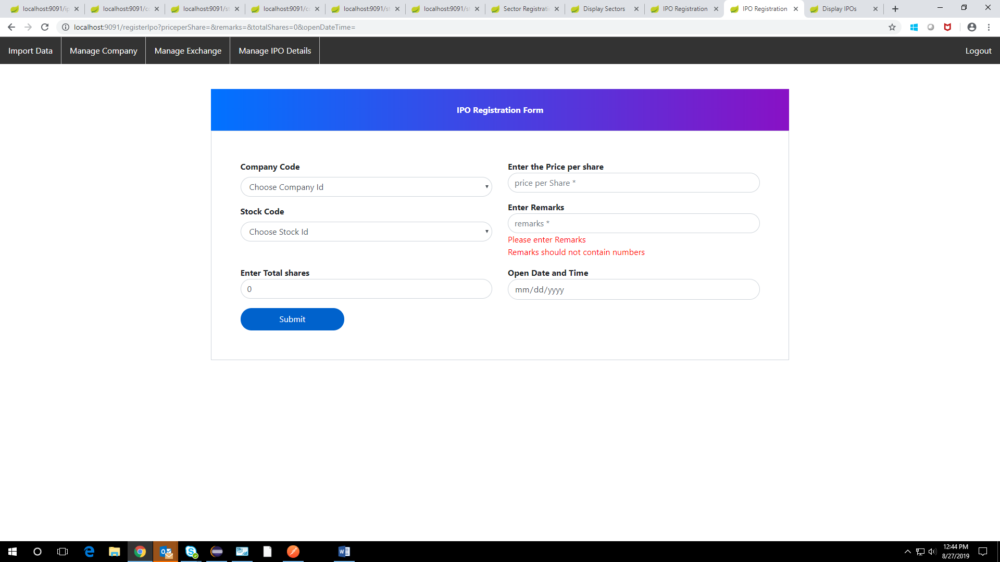 localhost:9091/ip
localhost:9091/co
localhost:9091/st
localhost:9091/co
localhost:9091/st
localhost:9091/st
Sector Registrati
Display Sectors
IPO Registration
IPO Registration
Display IPOs
localhost:9091/registerIpo?priceperShare=&remarks=&totalShares=0&openDateTime=
Import Data
Manage Company
Manage Exchange
Manage IPO Details
Logout
IPO Registration Form
Company Code
Choose Company Id
Enter the Price per share
price per Share *
Stock Code
Choose Stock Id
Enter Remarks
remarks *
Please enter Remarks
Remarks should not contain numbers
Enter Total shares
0
Open Date and Time
mm/dd/yyyy
Submit
12:44 PM
8/27/2019